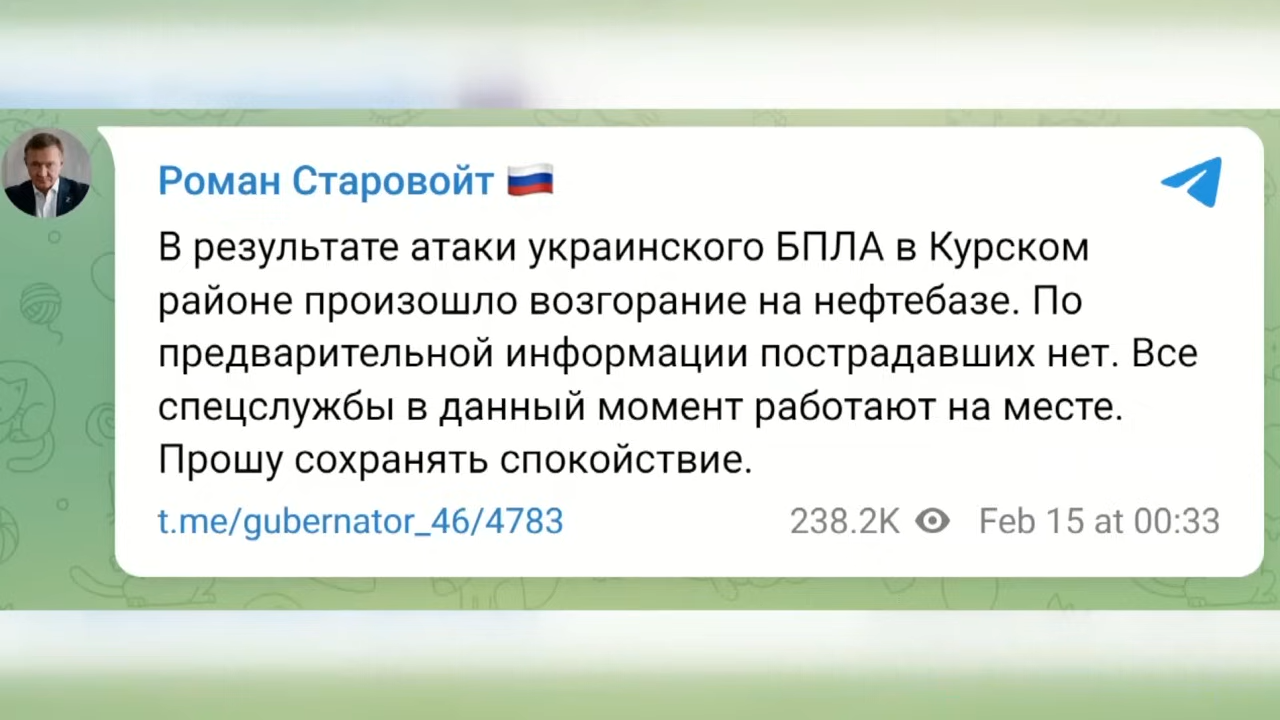 Роман Старовойт 🇷🇺
В результате атаки украинского БПЛА в Курском
районе произошло возгорание на нефтебазе. По
предварительной информации пострадавших нет. Все
спецслужбы в данный момент работают на месте.
Прошу сохранять спокойствие.
t.me/gubernator_46/4783 238.2K Feb 15 at 00:33